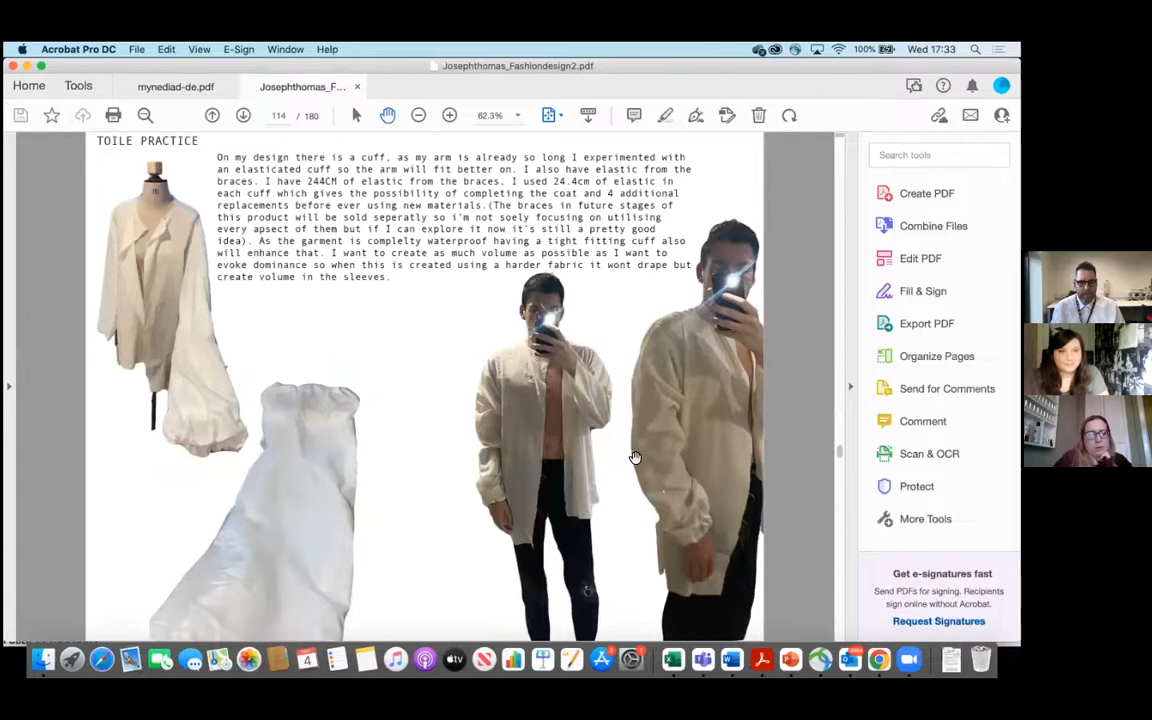 Acrobat Pro DC File Edit View E-Sign Window Help 100% Wed 17:33
Josephthomas_Fashiondesign2.pdf
Home Tools mynediad-de.pdf Josephthomas_F...
114 / 180 62.3%
TOILE PRACTICE
On my design there is a cuff, as my arm is already so long I experimented with
an elasticated cuff so the arm will fit better on. I also have elastic from the
braces. I have 244CM of elastic from the braces, I used 24.4cm of elastic in
each cuff which gives the possibility of completing the coat and 4 additional
replacements before ever using new materials.(The braces in future stages of
this product will be sold seperatly so i'm not soely focusing on utilising
every apsect of them but if I can explore it now it's still a pretty good
idea). As the garment is complelty waterproof having a tight fitting cuff also
will enhance that. I want to create as much volume as possible as I want to
evoke dominance so when this is created using a harder fabric it wont drape but
create volume in the sleeves.
Search tools
Create PDF
Combine Files
Edit PDF
Fill & Sign
Export PDF
Organize Pages
Send for Comments
Comment
Scan & OCR
Protect
More Tools
Get e-signatures fast
Send PDFs for signing. Recipients
sign online without Acrobat.
Request Signatures
tv
4